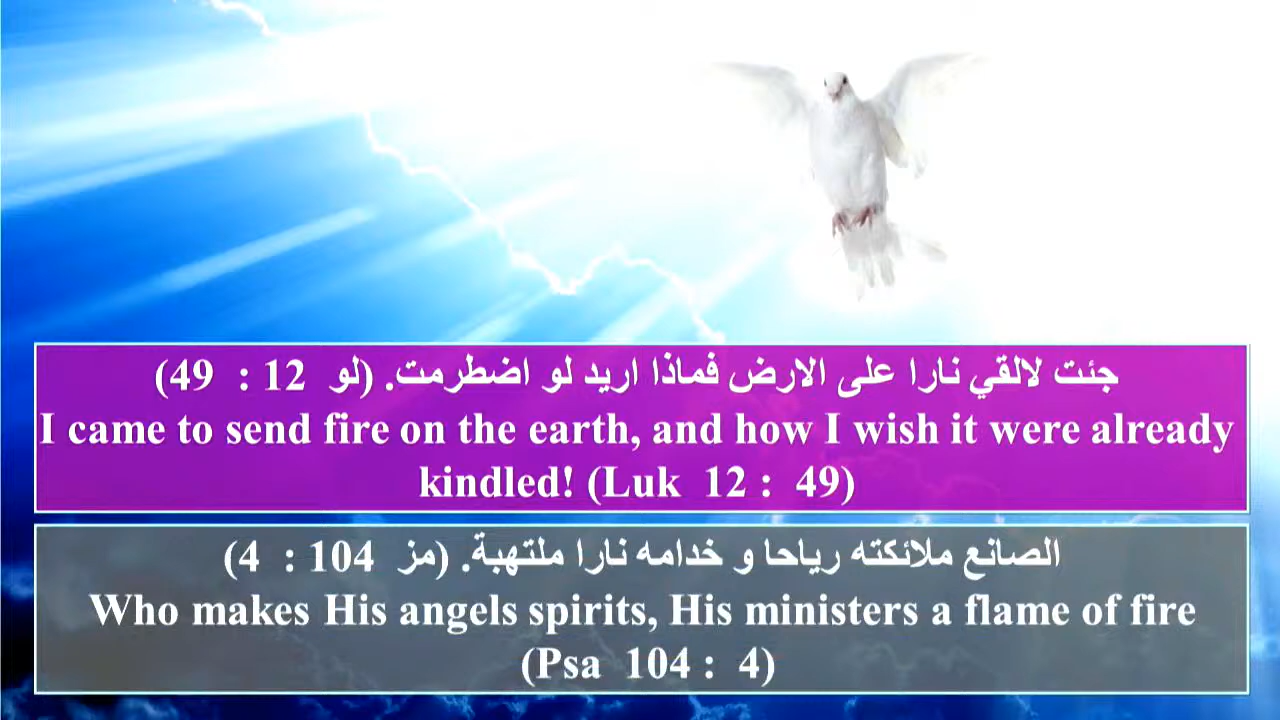 جئت لالقي نارا على الارض فماذا اريد لو اضطرمت. (لو 12 : 49)
I came to send fire on the earth, and how I wish it were already
kindled! (Luk 12 : 49)
الصانع ملائكته رياحا و خدامه نارا ملتهبة. (مز 104 : 4)
Who makes His angels spirits, His ministers a flame of fire
(Psa 104 : 4)